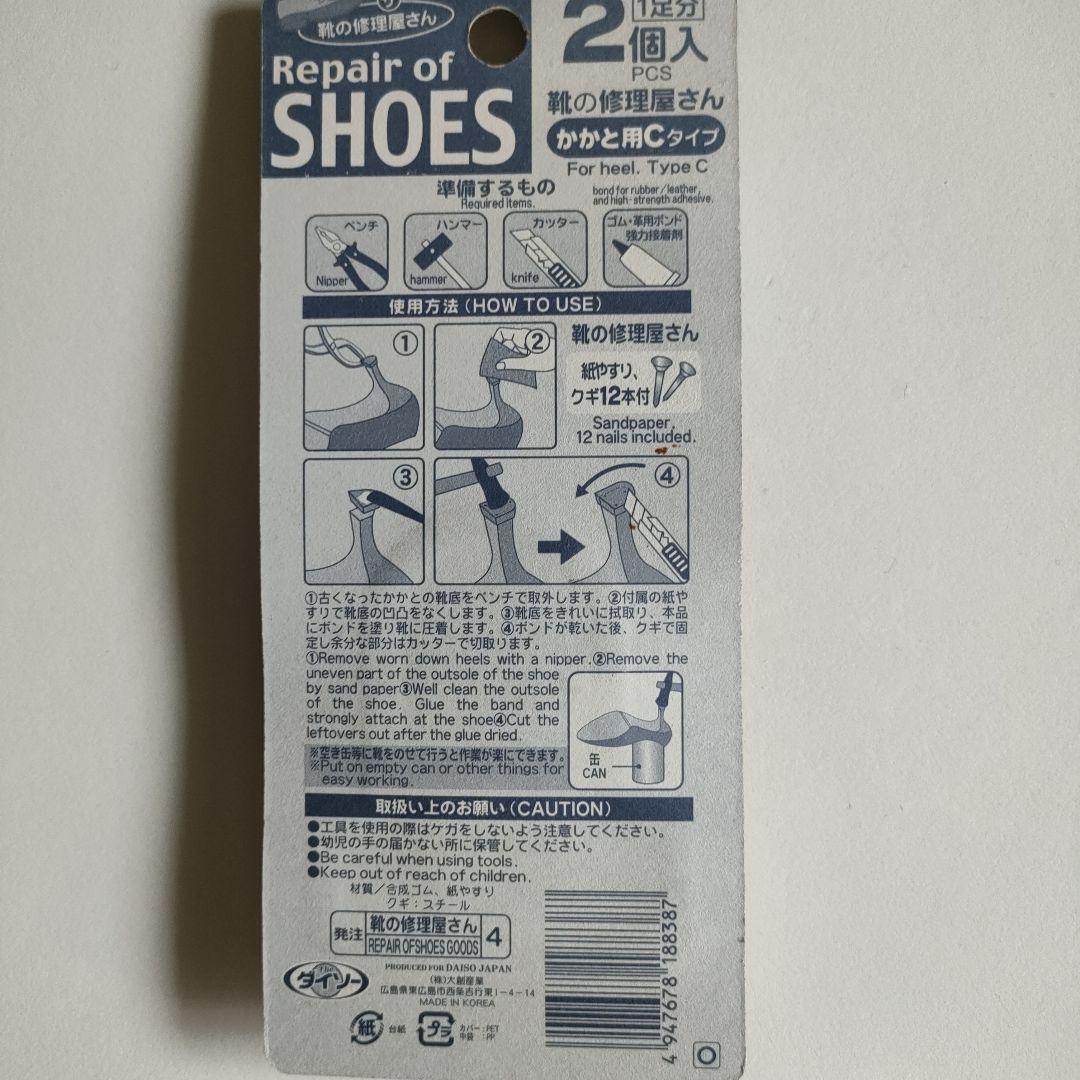 靴の修理屋さん
Repair of
SHOES
1足分
2個入
PCS
靴の修理屋さん
かかと用Cタイプ
For heel. Type C
準備するもの
Required items.
bond for rubber/leather,
and high-strength adhesive.
ペンチ
Nipper
ハンマー
hammer
カッター
knife
ゴム・革用ボンド
強力接着剤
使用方法(HOW TO USE)
①
②
靴の修理屋さん
紙やすり、
クギ12本付
Sandpaper,
12 nails included.
③
④
①古くなったかかとの靴底をペンチで取外します。②付属の紙や
すりで靴底の凹凸をなくします。③靴底をきれいに拭取り、本品
にボンドを塗り靴に圧着します。④ボンドが乾いた後、クギで固
定し余分な部分はカッターで切取ります。
①Remove worn down heels with a nipper.②Remove the
uneven part of the outsole of the shoe
by sand paper③Well clean the outsole
of the shoe. Glue the band and
strongly attach at the shoe④Cut the
leftovers out after the glue dried.
※空き缶等に靴をのせて行うと作業が楽にできます。
※Put on empty can or other things for
easy working.
缶
CAN
取扱い上のお願い(CAUTION)
●工具を使用の際はケガをしないよう注意してください。
●幼児の手の届かない所に保管してください。
●Be careful when using tools.
●Keep out of reach of children.
材質/合成ゴム、紙やすり
クギ:スチール
発注
靴の修理屋さん
REPAIR OF SHOES GOODS
4
The
ダイソー
PRODUCED FOR DAISO JAPAN
(株)大創産業
広島県東広島市西条吉行東1-4-14
MADE IN KOREA
紙
台紙
プラ
カバー:PET
中袋:PP
4 947678 188387